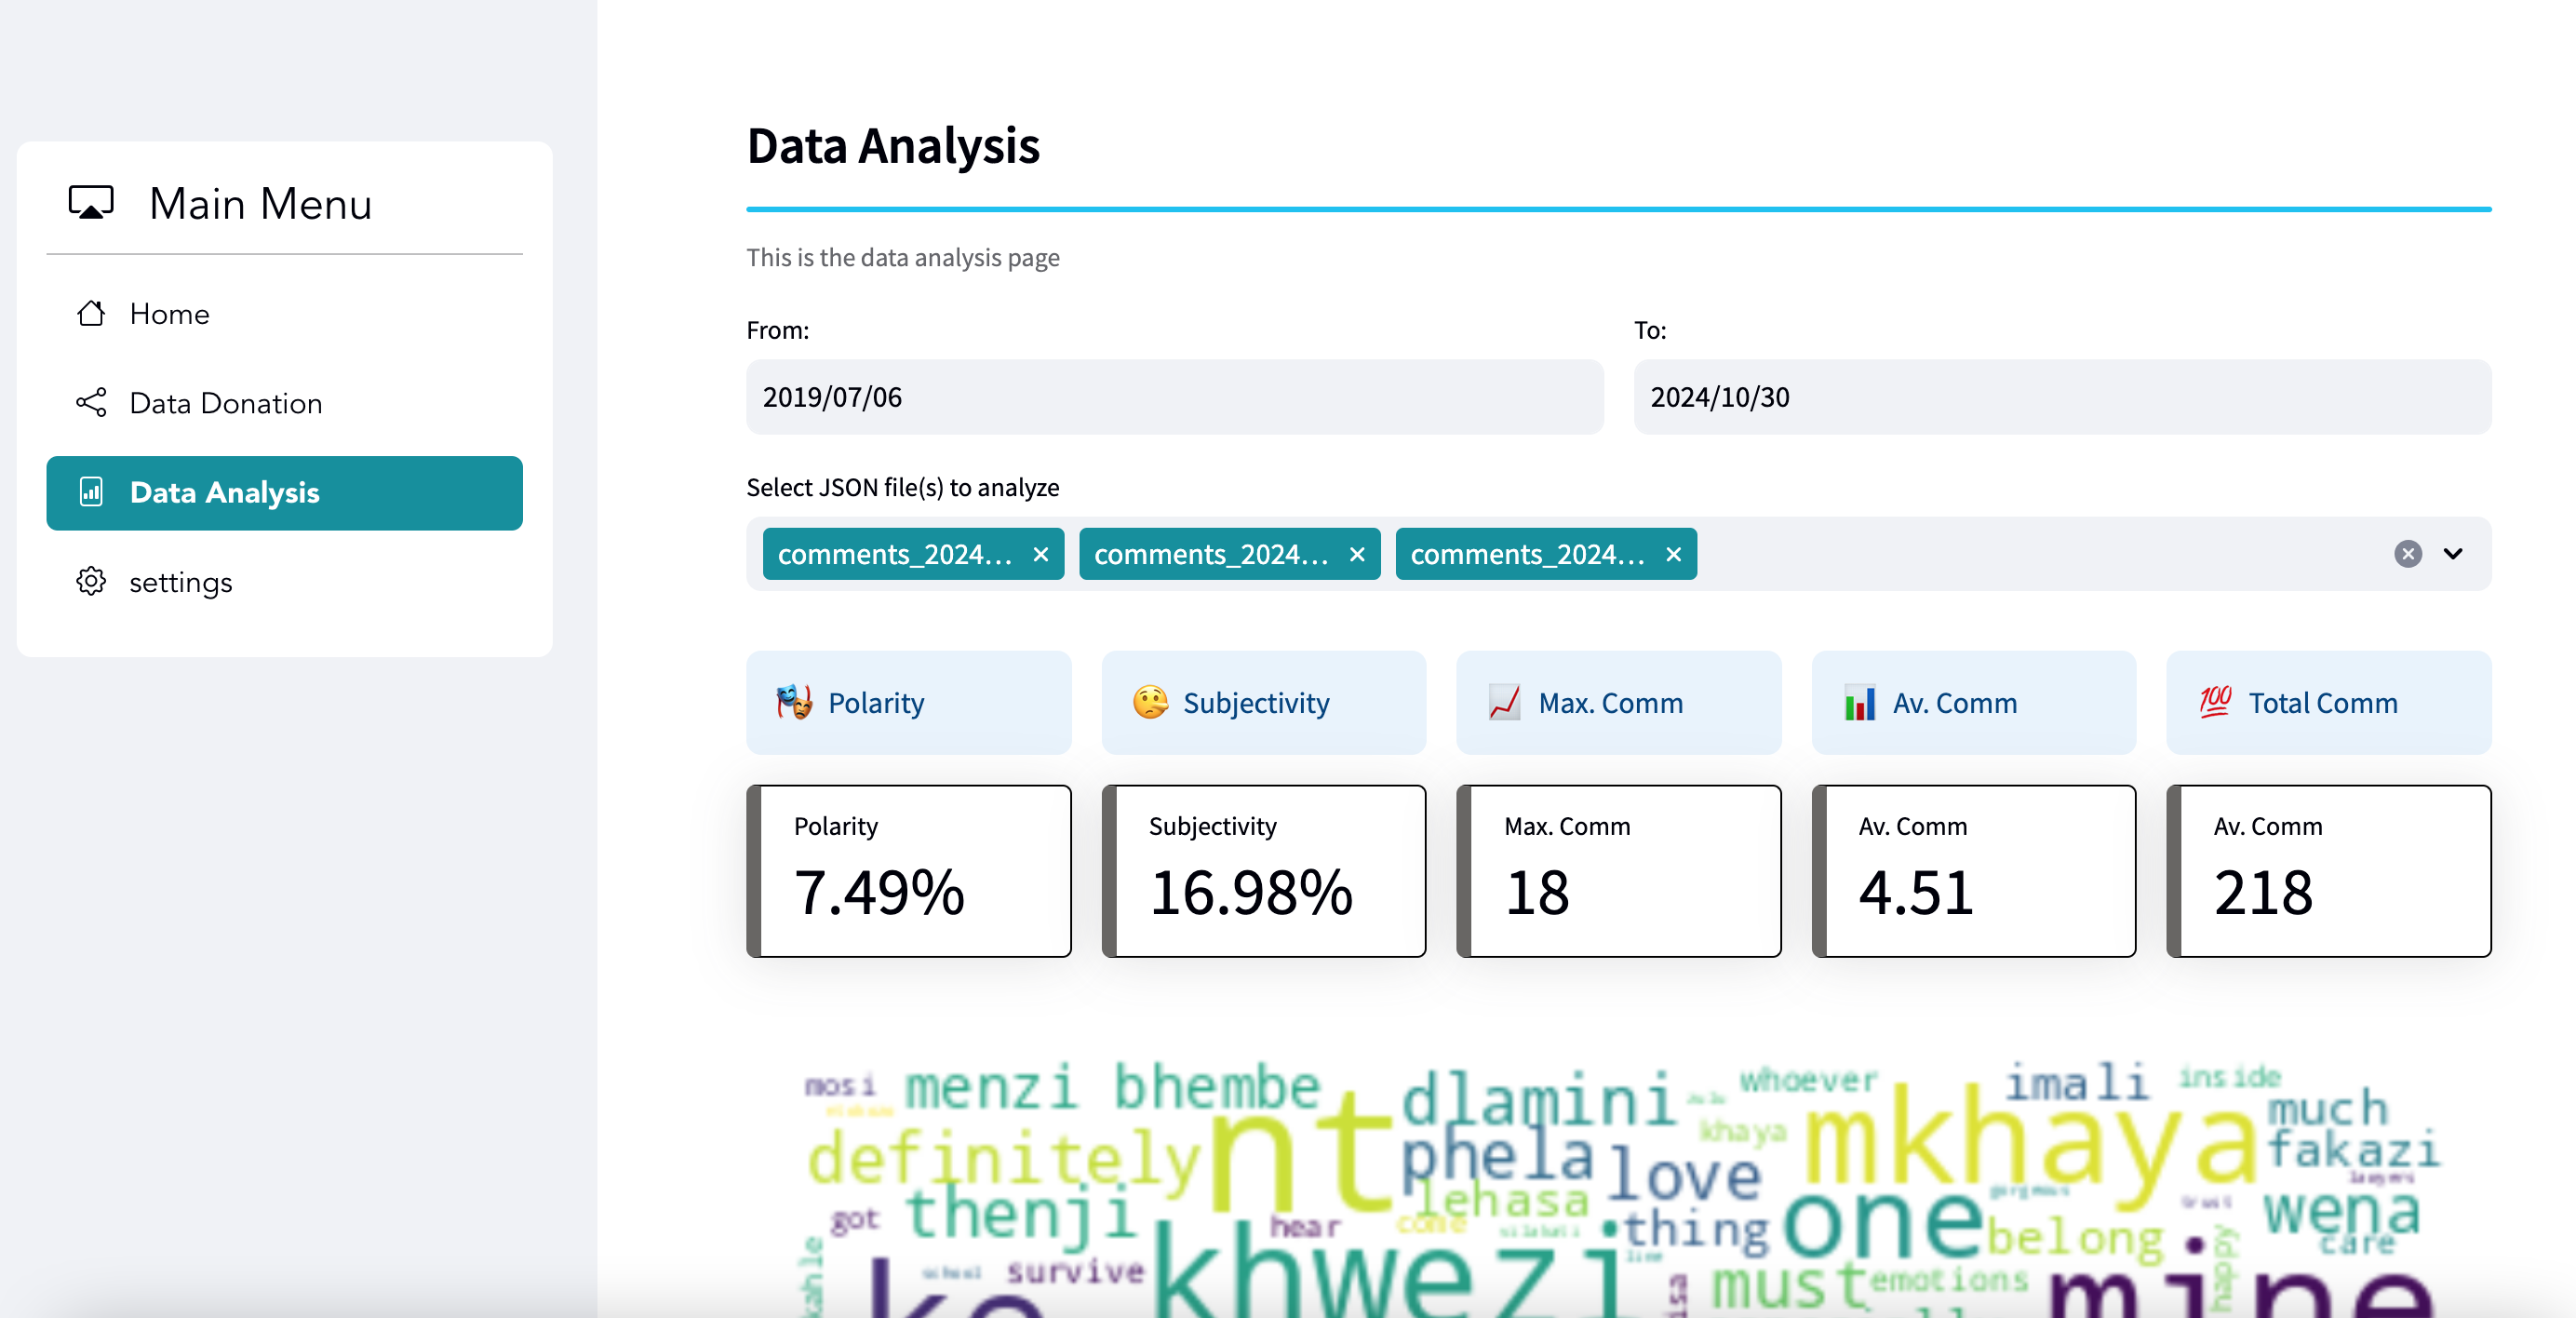 Main Menu
Home
Data Donation
Data Analysis
settings
Data Analysis
This is the data analysis page
From:
To:
2019/07/06
2024/10/30
Select JSON file(s) to analyze
comments_2024...
comments_2024...
comments_2024...
Polarity
Subjectivity
Max. Comm
Av. Comm
Total Comm
Polarity
7.49%
Subjectivity
16.98%
Max. Comm
18
Av. Comm
4.51
Av. Comm
218
mosi
menzi bhembe
nt
dlamini
whoever
imali
inside
much
definitely
phela
khaya
mkhaya
fakazi
love
lehasa
got
thenji
hear
come
thing
one
belong
wena
care
happy
survive
khwezi
must
emotions
mine